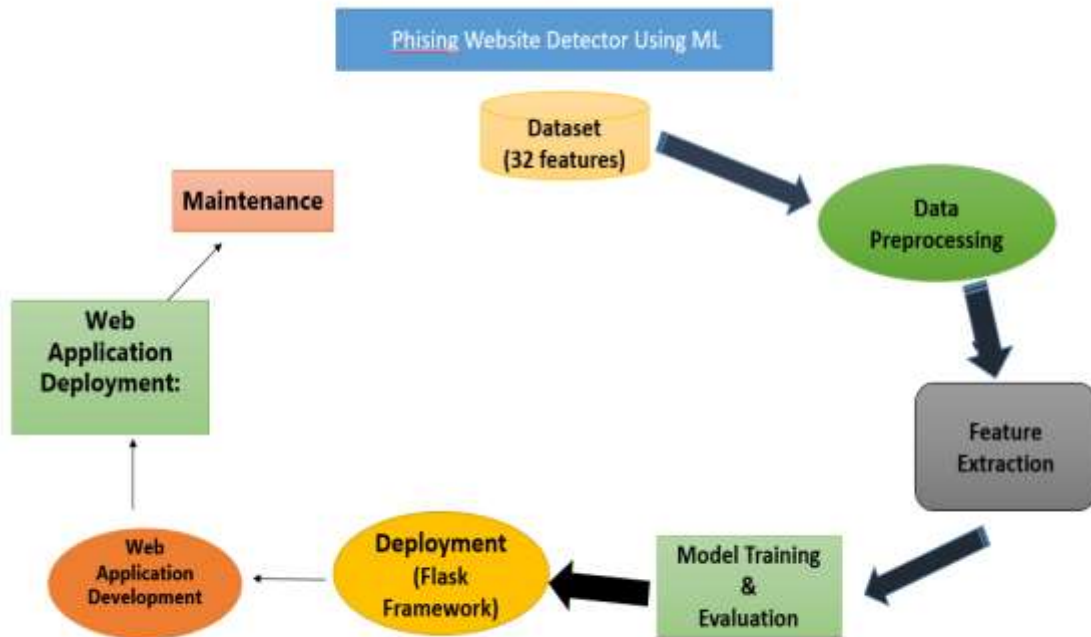 Phising Website Detector Using ML
Dataset
(32 features)
Data
Preprocessing
Feature
Extraction
Model Training
&
Evaluation
Deployment
(Flask
Framework)
Web
Application
Development
Web
Application
Deployment:
Maintenance